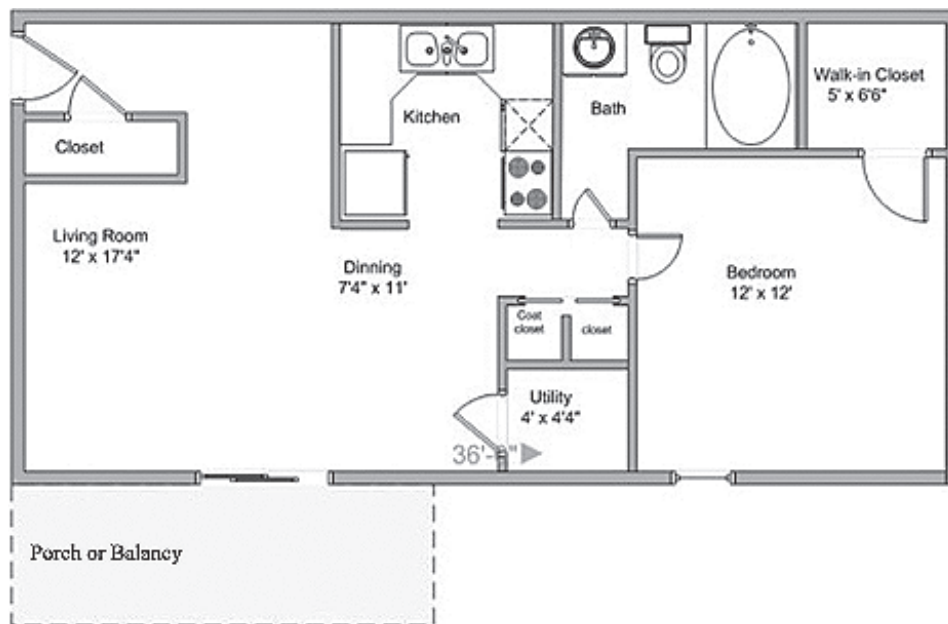 Walk-in Closet
5' x 6'6"
Bath
Kitchen
Closet
Living Room
12' x 17'4"
Dinning
7'4" x 11'
Bedroom
12' x 12'
Coat
closet
closet
Utility
4' x 4'4"
Porch or Balancy